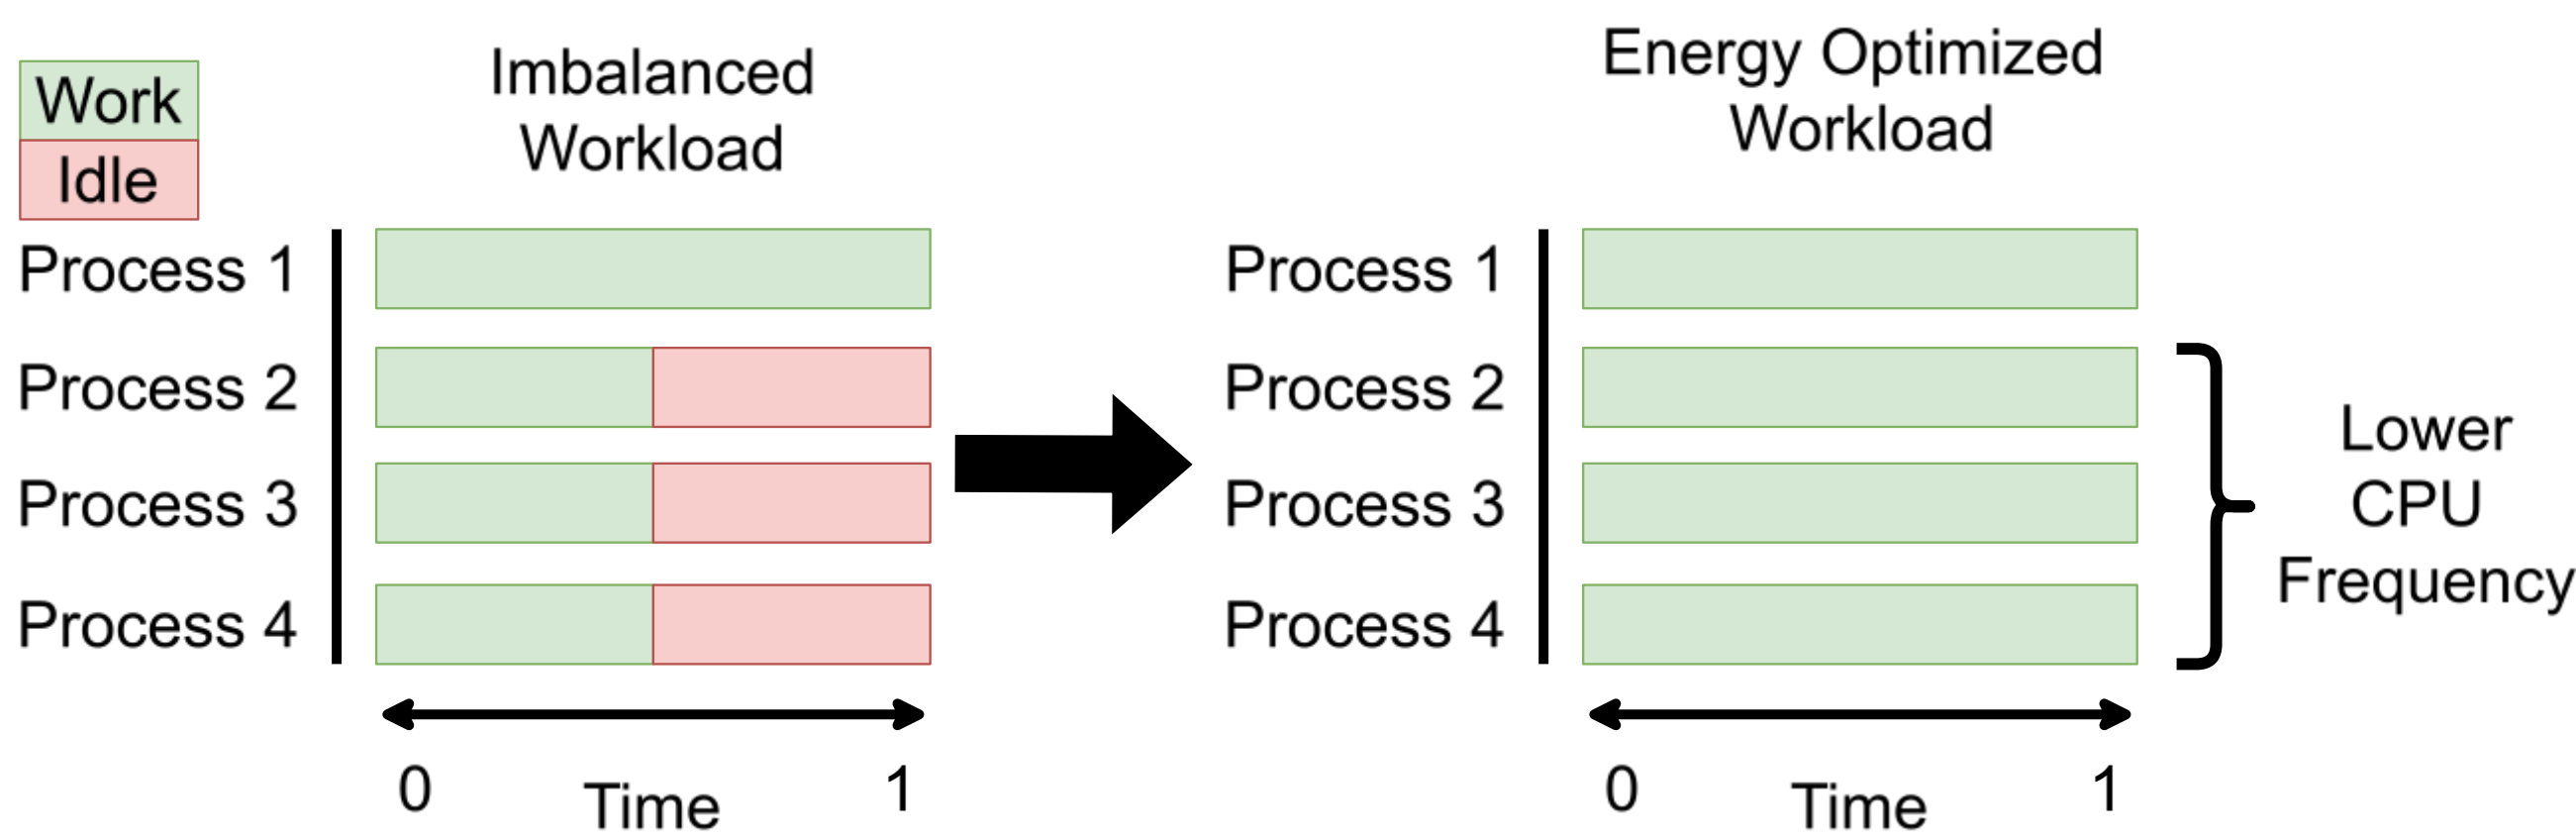 Work
Idle
Imbalanced
Workload
Process 1
Process 2
Process 3
Process 4
0
Time
1
Energy Optimized
Workload
Process 1
Process 2
Process 3
Process 4
Lower
CPU
Frequency
0
Time
1